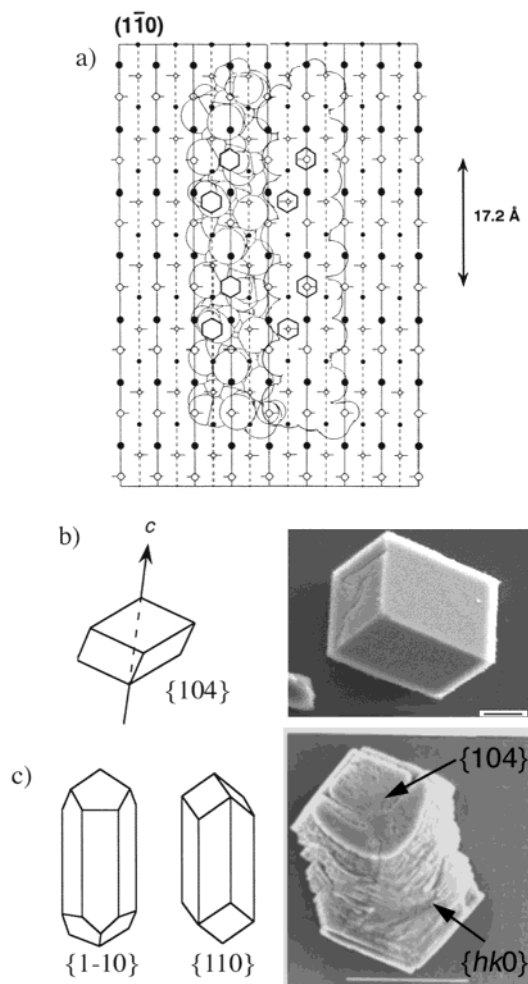 (11̄0)
a)
17.2 Å
b)
c
{104}
c)
{104}
{1-10}
{110}
{hk0}